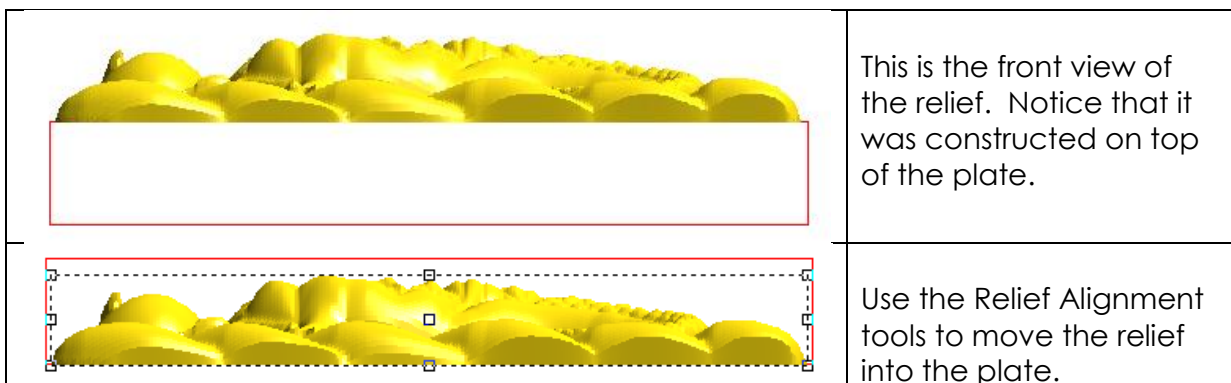 This is the front view of
the relief.  Notice that it
was constructed on top
of the plate.
Use the Relief Alignment
tools to move the relief
into the plate.